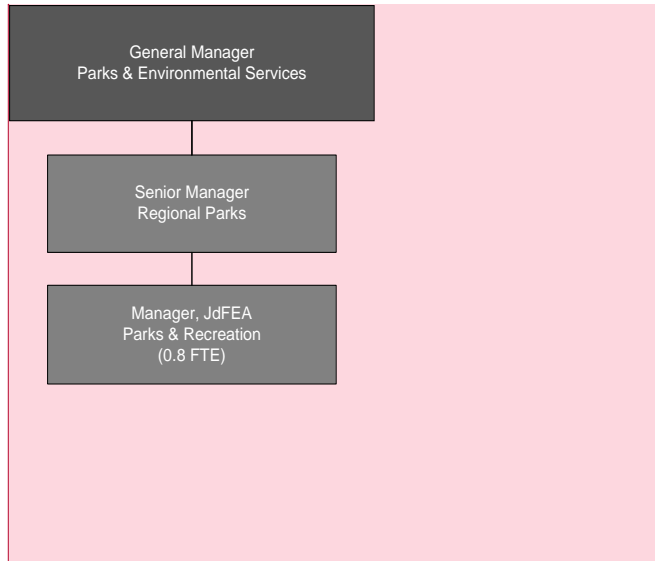 General Manager
Parks & Environmental Services
Senior Manager
Regional Parks
Manager, JdFEA
Parks & Recreation
(0.8 FTE)